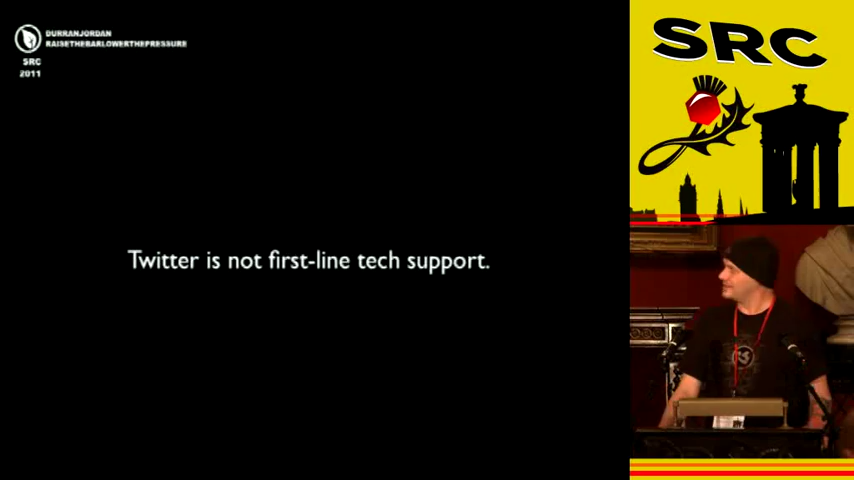 DURRANJORDAN
RAISETHEBARLOWERTHEPRESSURE
SRC
2011
Twitter is not first-line tech support.
SRC